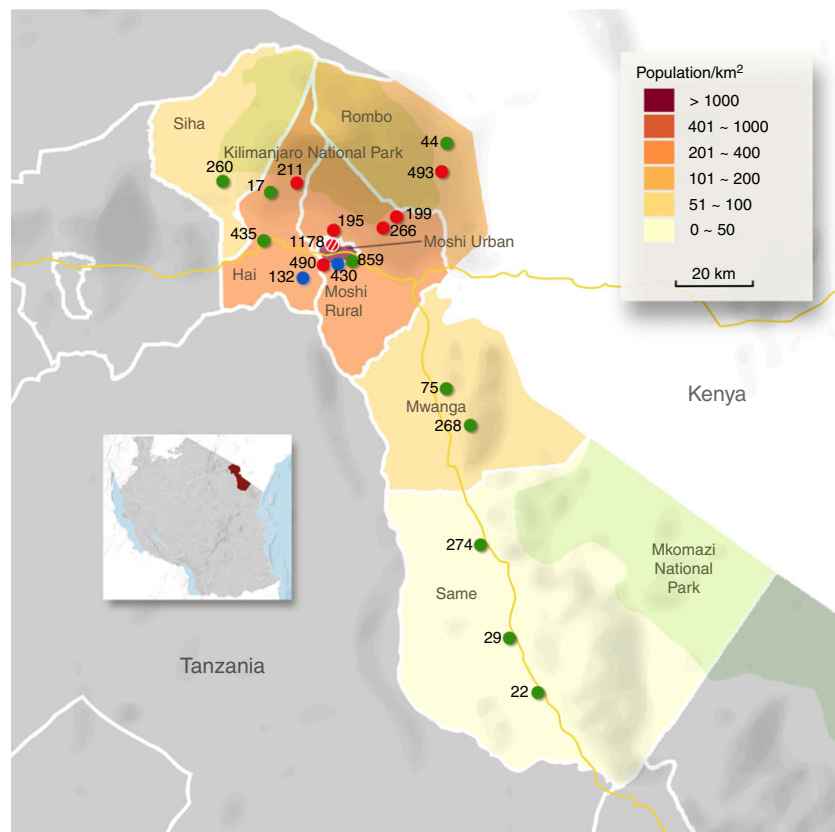 Population/km²
> 1000
401 ~ 1000
201 ~ 400
101 ~ 200
51 ~ 100
0 ~ 50
20 km
Siha
Rombo
44
Kilimanjaro National Park
260
17
211
493
195
199
266
435
1178
Moshi Urban
Hai
490
859
132
430
Moshi
Rural
75
Mwanga
Kenya
268
274
Mkomazi
National
Park
Same
29
Tanzania
22